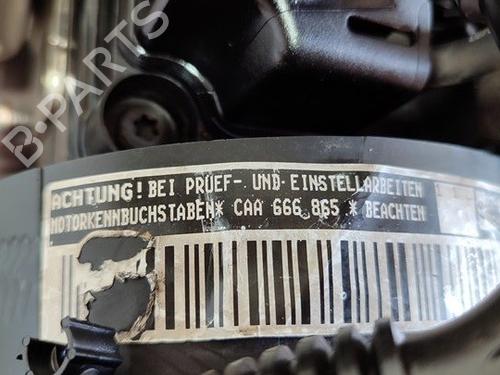 B-PARTS
ACHTUNG! BEI PRUEF- UND EINSTELLARBEITEN
MOTORKENNBUCHSTABEN* CAA 666.865 * BEACHTEN